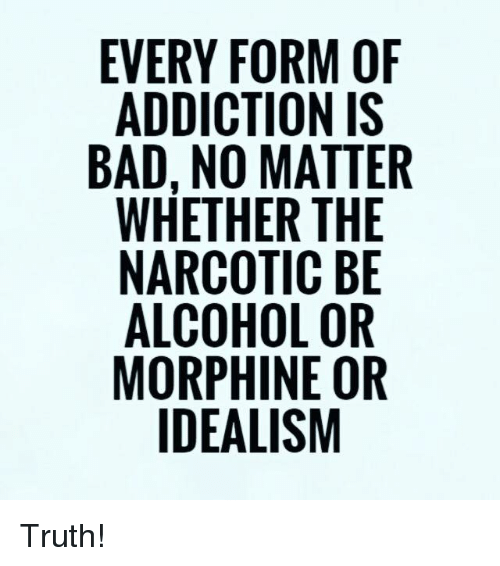 EVERY FORM OF
ADDICTION IS
BAD, NO MATTER
WHETHER THE
NARCOTIC BE
ALCOHOL OR
MORPHINE OR
IDEALISM
Truth!